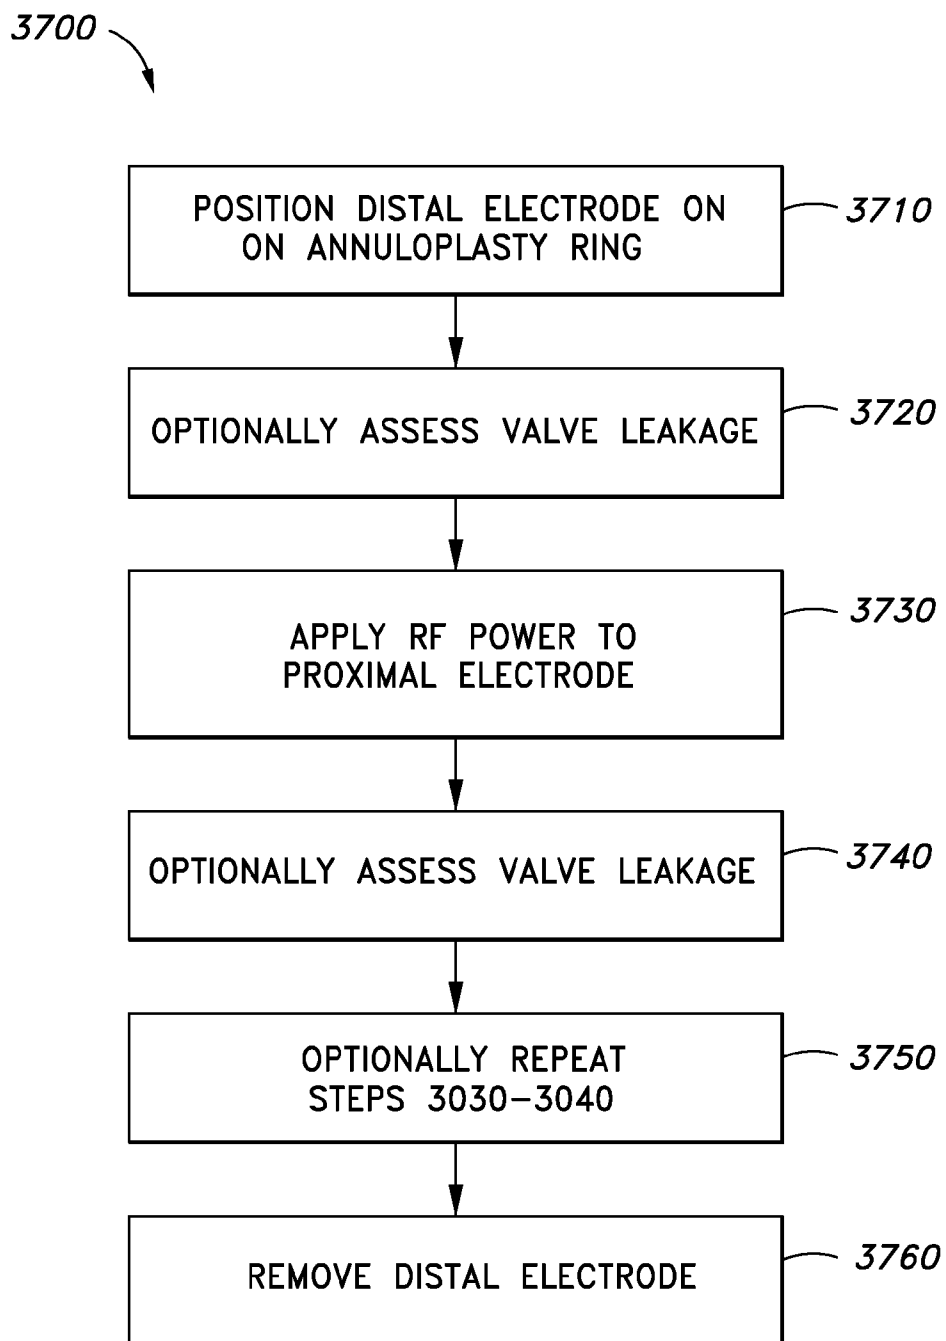 3700
POSITION DISTAL ELECTRODE ON
ON ANNULOPLASTY RING
3710
OPTIONALLY ASSESS VALVE LEAKAGE
3720
APPLY RF POWER TO
PROXIMAL ELECTRODE
3730
OPTIONALLY ASSESS VALVE LEAKAGE
3740
OPTIONALLY REPEAT
STEPS 3030–3040
3750
REMOVE DISTAL ELECTRODE
3760